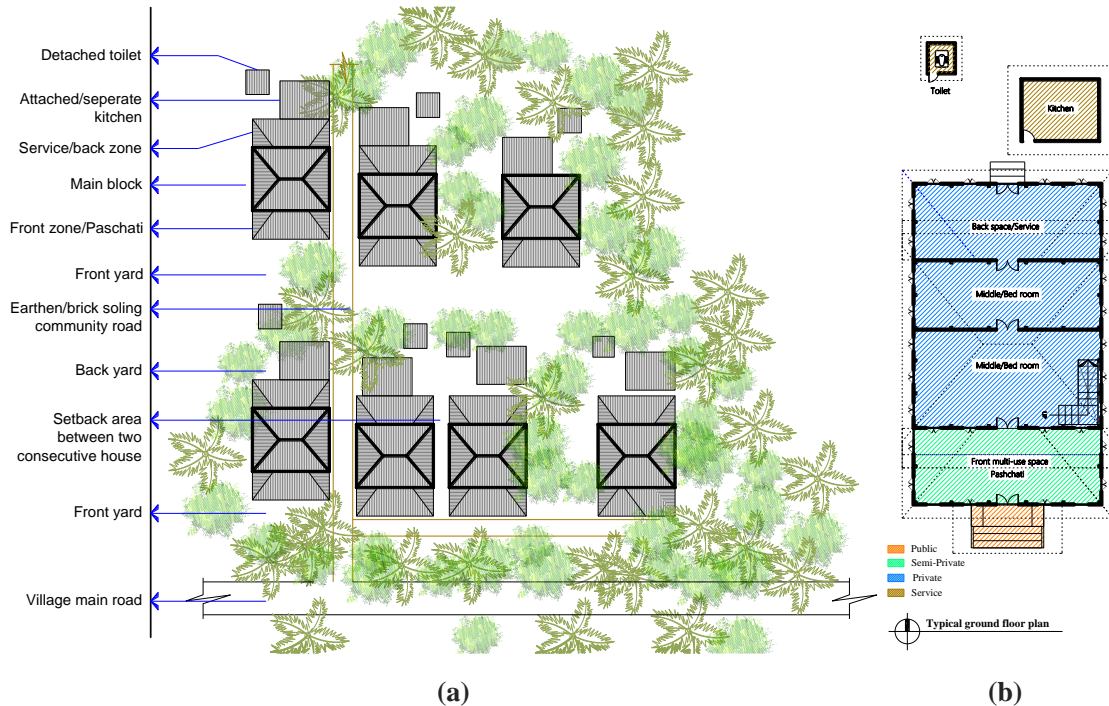 Detached toilet
Attached/seperate
kitchen
Service/back zone
Main block
Front zone/Paschati
Front yard
Earthen/brick soling
community road
Back yard
Setback area
between two
consecutive house
Front yard
Village main road
(a)
Toilet
Kitchen
Back space/Service
Middle/Bed room
Middle/Bed room
Front multi-use space
Pashchati
Public
Semi-Private
Private
Service
Typical ground floor plan
(b)